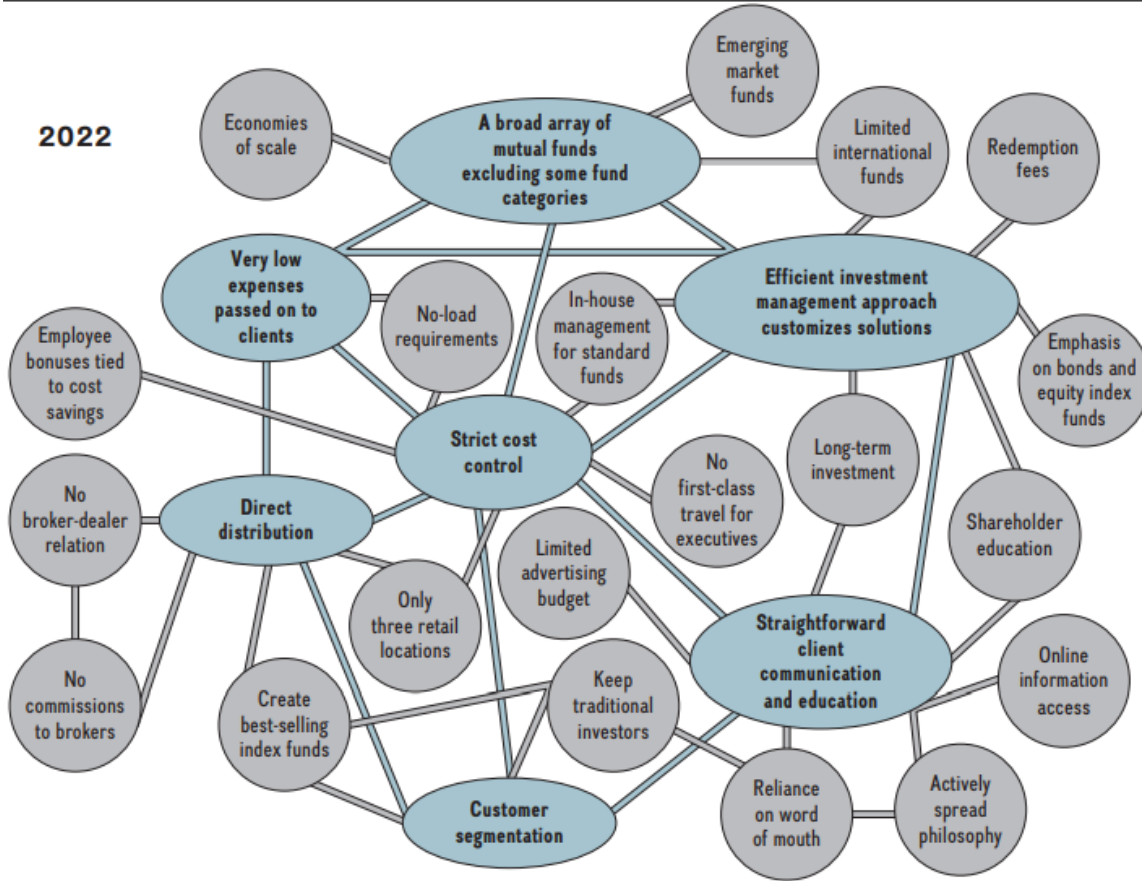 2022
Economies
of scale
A broad array of
mutual funds
excluding some fund
categories
Emerging
market
funds
Limited
international
funds
Redemption
fees
Very low
expenses
passed on to
clients
No-load
requirements
In-house
management
for standard
funds
Efficient investment
management approach
customizes solutions
Emphasis
on bonds and
equity index
funds
Employee
bonuses tied
to cost
savings
Strict cost
control
Long-term
investment
No
first-class
travel for
executives
Shareholder
education
No
broker-dealer
relation
Direct
distribution
Only
three retail
locations
Limited
advertising
budget
Straightforward
client
communication
and education
Online
information
access
No
commissions
to brokers
Create
best-selling
index funds
Keep
traditional
investors
Customer
segmentation
Reliance
on word
of mouth
Actively
spread
philosophy